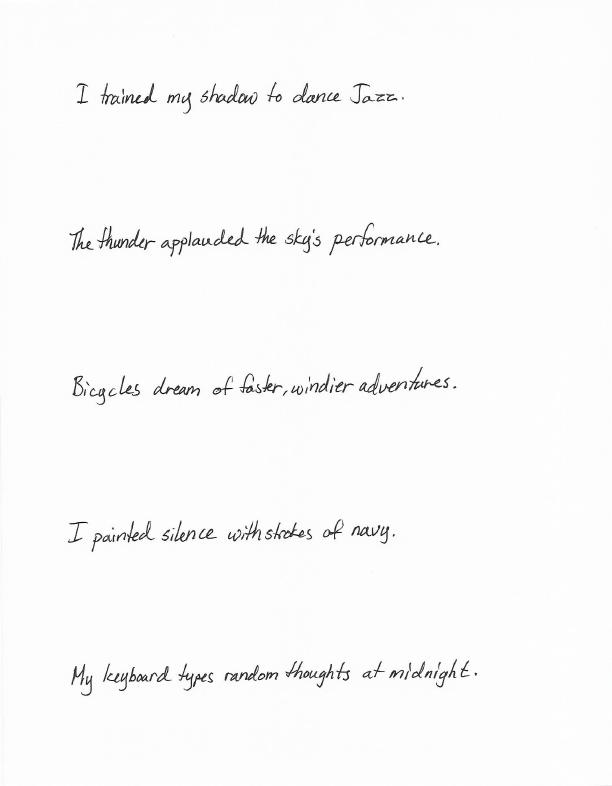 I trained my shadow to dance Jazz.
The thunder applauded the sky's performance.
Bicycles dream of faster, windier adventures.
I painted silence with strokes of navy.
My keyboard types random thoughts at midnight.